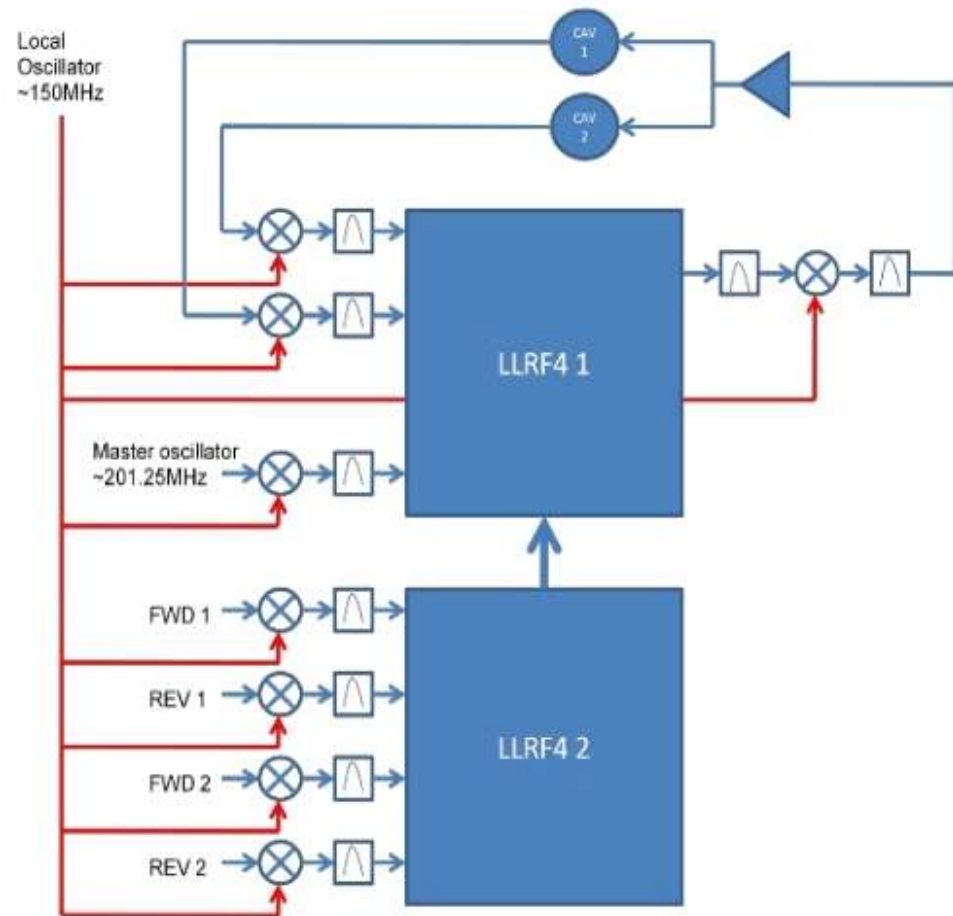 Local
Oscillator
~150MHz
CAV
1
CAV
2
LLRF4 1
Master oscillator
~201.25MHz
FWD 1
REV 1
FWD 2
REV 2
LLRF4 2